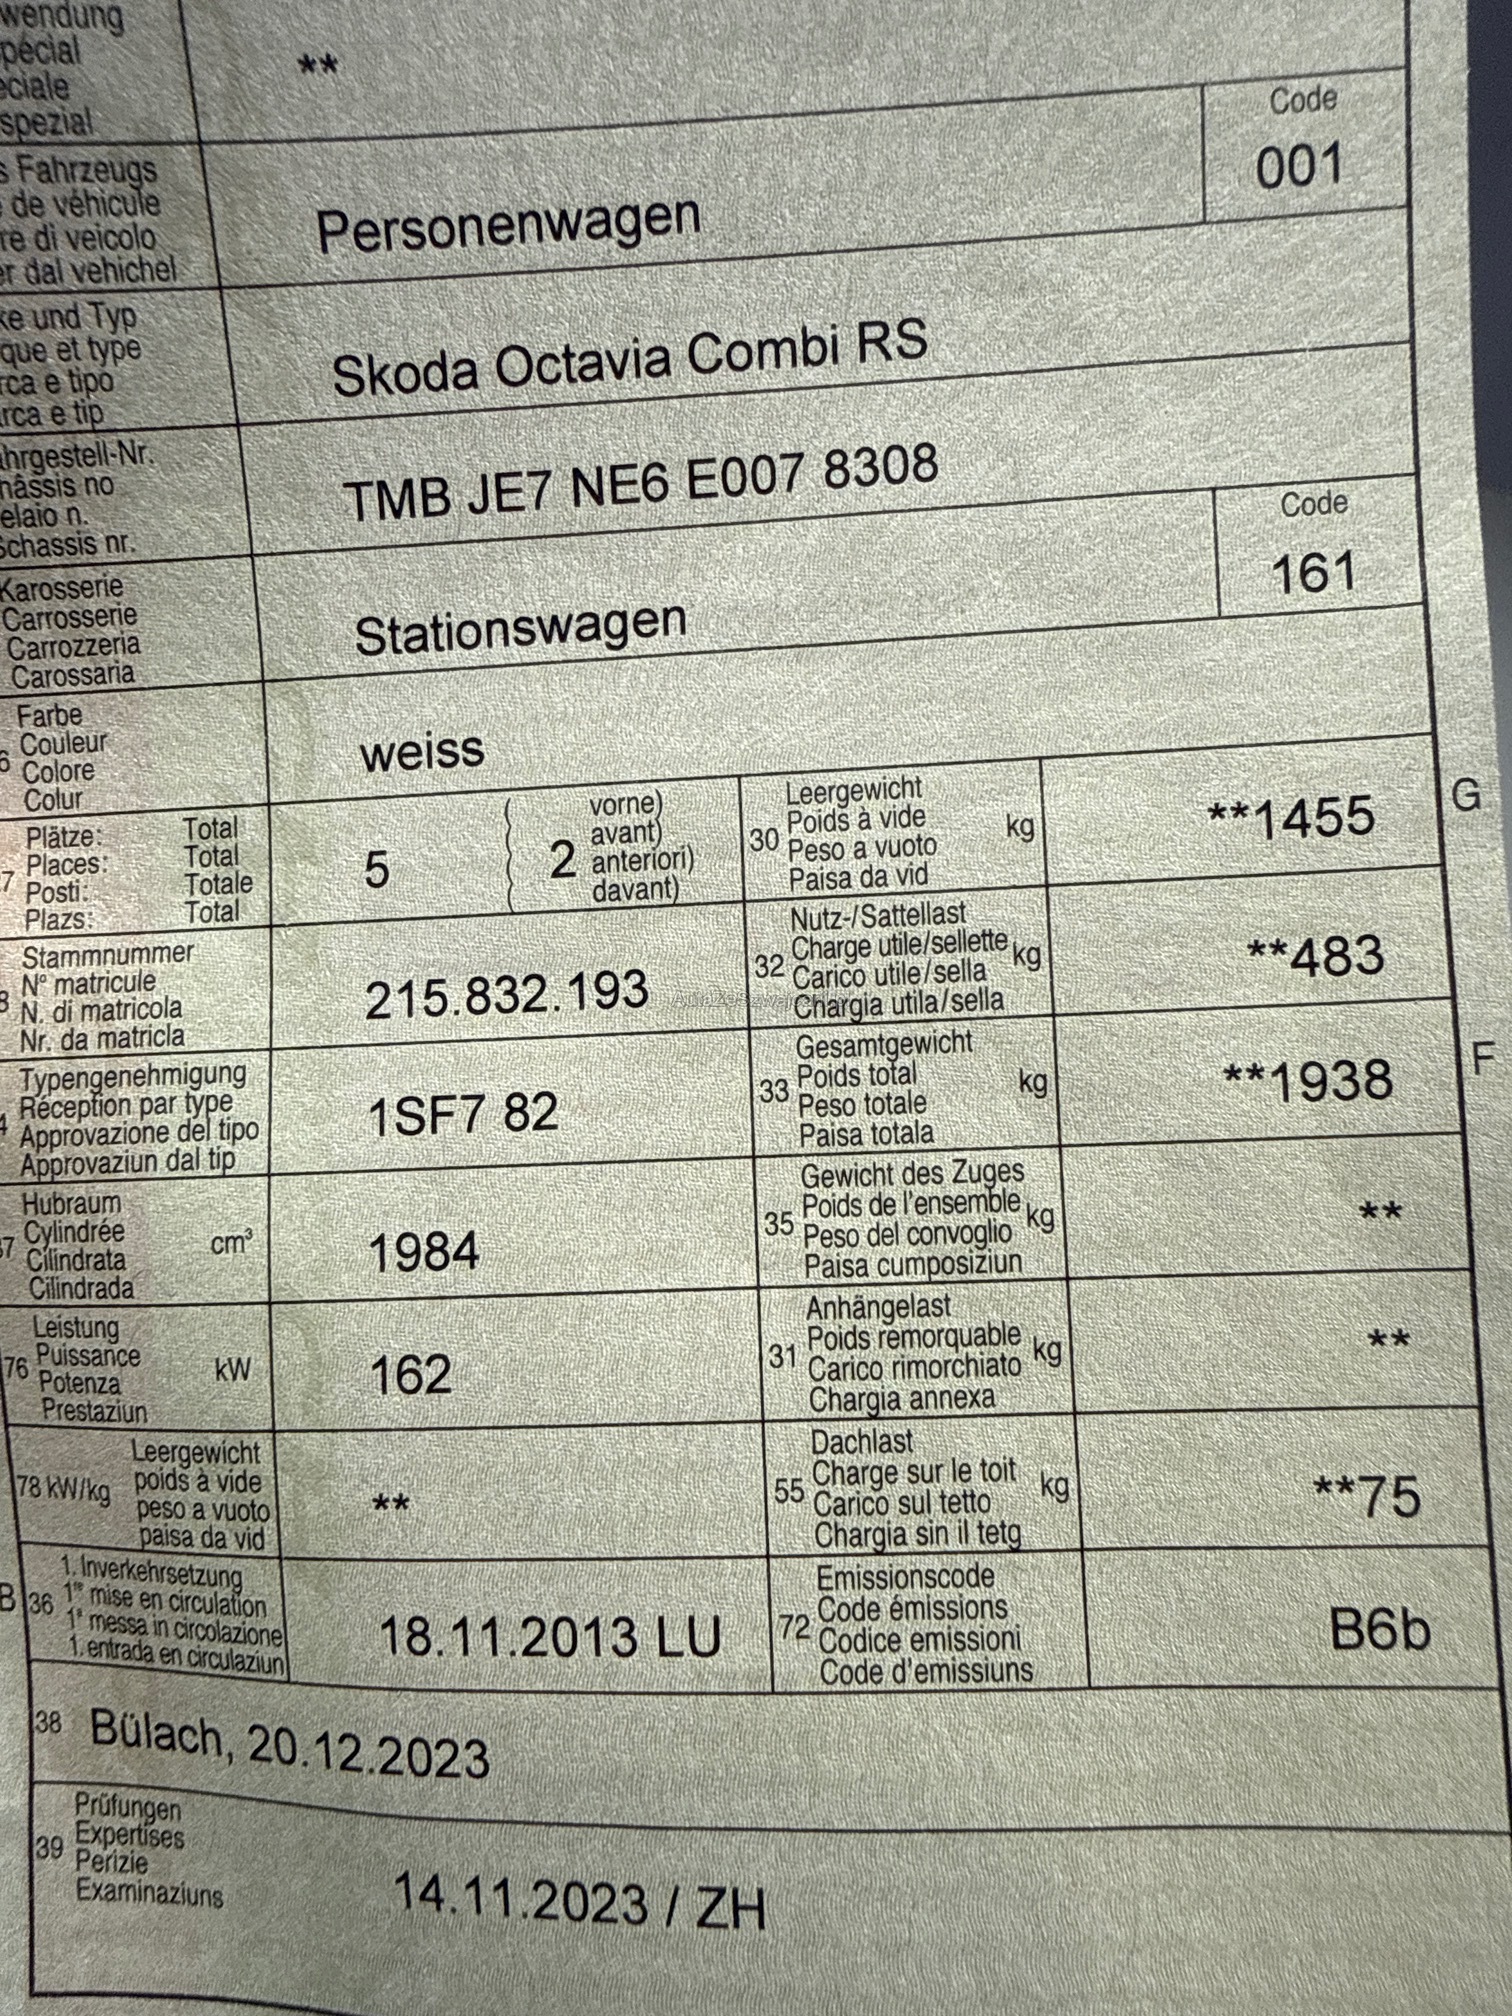 wendung
pécial
eciale
spezial
**
s Fahrzeugs
de véhicule
re di veicolo
er dal vehichel
Personenwagen
Code
001
ke und Typ
que et type
rca e tipo
arca e tip
Skoda Octavia Combi RS
ahrgestell-Nr.
hâssis no
elaio n.
Schassis nr.
TMB JE7 NE6 E007 8308
Karosserie
Carrosserie
Carrozzeria
Carossaria
Stationswagen
Code
161
Farbe
6 Couleur
Colore
Colur
weiss
Plätze: Total
Places: Total
7 Posti: Totale
Plazs: Total
5
2
vorne)
avant)
anteriori)
davant)
30
Leergewicht
Poids à vide
Peso a vuoto
Paisa da vid
kg
**1455
G
Stammnummer
N° matricule
N. di matricola
Nr. da matricla
215.832.193
32
Nutz-/Sattellast
Charge utile/sellette
Carico utile/sella
Chargia utila/sella
kg
**483
Typengenehmigung
Réception par type
Approvazione del tipo
Approvaziun dal tip
1SF7 82
33
Gesamtgewicht
Poids total
Peso totale
Paisa totala
kg
**1938
F
Hubraum
Cylindrée
Cilindrata
Cilindrada
cm³
1984
35
Gewicht des Zuges
Poids de l'ensemble
Peso del convoglio
Paisa cumposiziun
kg
**
76
Leistung
Puissance
Potenza
Prestaziun
kW
162
31
Anhängelast
Poids remorquable
Carico rimorchiato
Chargia annexa
kg
**
78 kW/kg
Leergewicht
poids à vide
peso a vuoto
paisa da vid
**
55
Dachlast
Charge sur le toit
Carico sul tetto
Chargia sin il tetg
kg
**75
B 36
1. Inverkehrsetzung
1re mise en circulation
1a messa in circolazione
1. entrada en circulaziun
18.11.2013 LU
72
Emissionscode
Code émissions
Codice emissioni
Code d'emissiuns
B6b
38 Bülach, 20.12.2023
39
Prüfungen
Expertises
Perizie
Examinaziuns
14.11.2023 / ZH